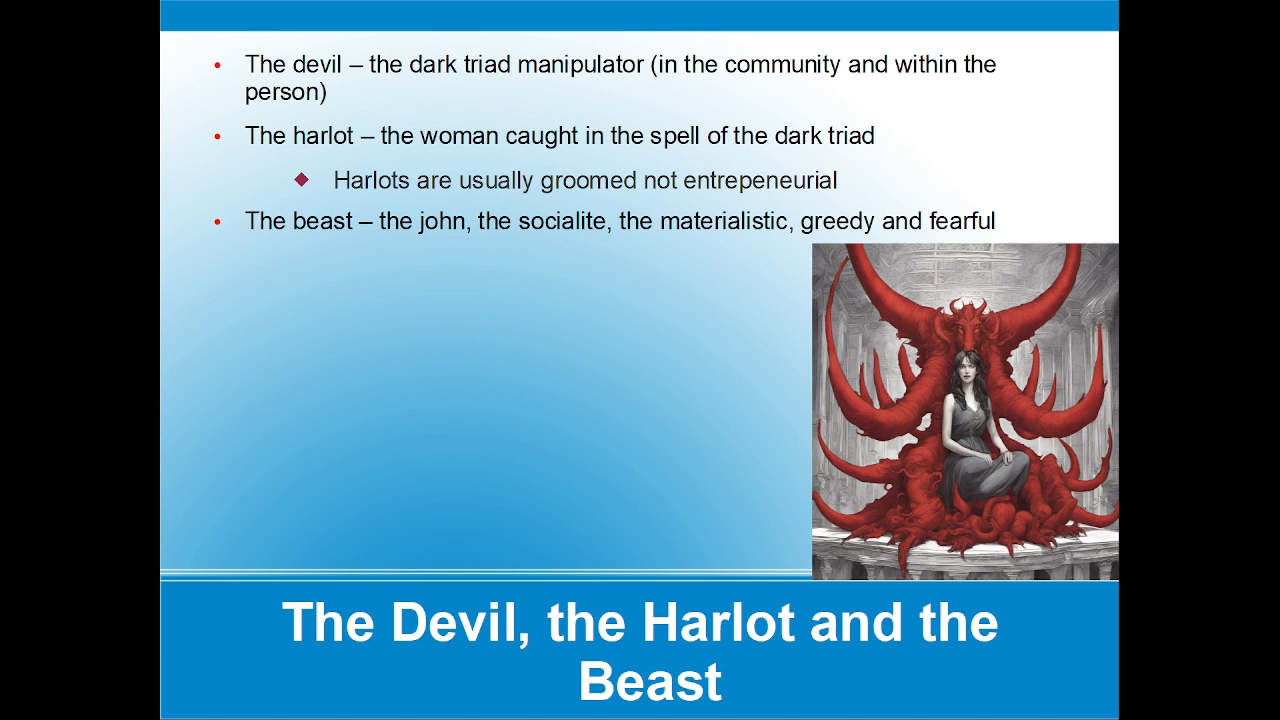 The devil – the dark triad manipulator (in the community and within the
person)
The harlot – the woman caught in the spell of the dark triad
Harlots are usually groomed not entrepeneurial
The beast – the john, the socialite, the materialistic, greedy and fearful
The Devil, the Harlot and the
Beast